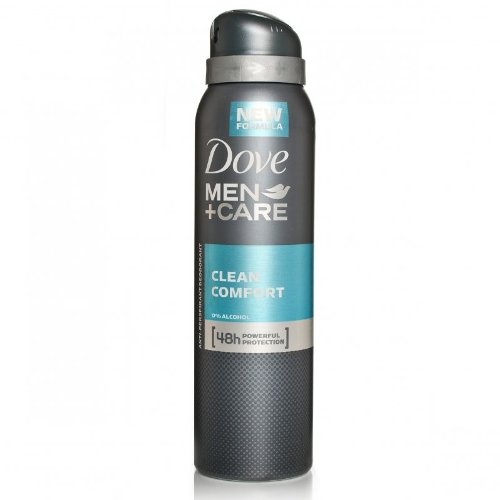 NEW
FORMULA
Dove
MEN
+CARE
CLEAN
COMFORT
0% ALCOHOL
[48h POWERFUL
PROTECTION]
ANTI-PERSPIRANT DEODORANT